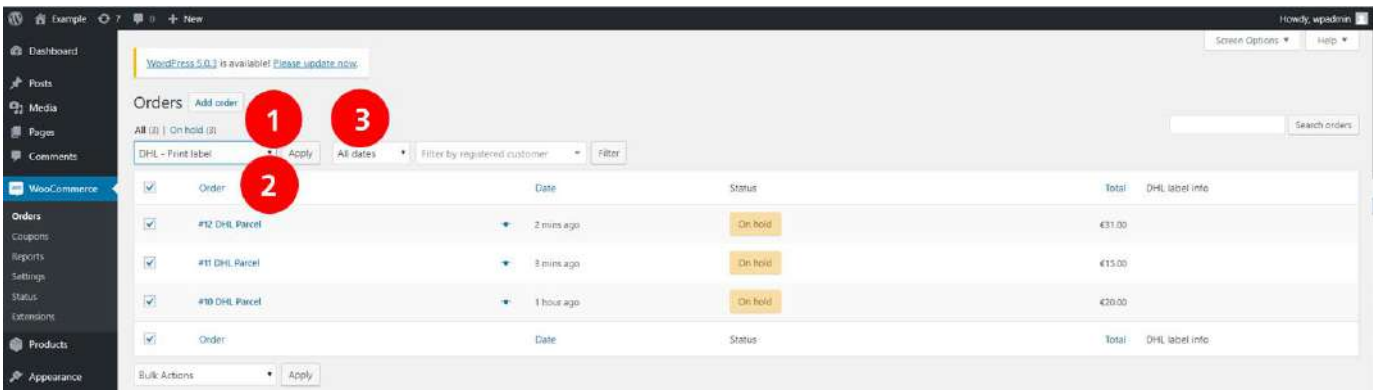 Example 7 0 + New Howdy, wpadmin
Screen Options ▼ Help ▼
Dashboard
Posts
Media
Pages
Comments
WooCommerce
Orders
Coupons
Reports
Settings
Status
Extensions
Products
Appearance
WordPress 5.0.3 is available! Please update now.
Orders Add order
1 3
All (3) | On hold (3)
Search orders
DHL - Print label Apply All dates Filter by registered customer Filter
2
Order Date Status Total DHL label info
#12 DHL Parcel 2 mins ago On hold €31.00
#11 DHL Parcel 3 mins ago On hold €15.00
#10 DHL Parcel 1 hour ago On hold €20.00
Order Date Status Total DHL label info
Bulk Actions Apply